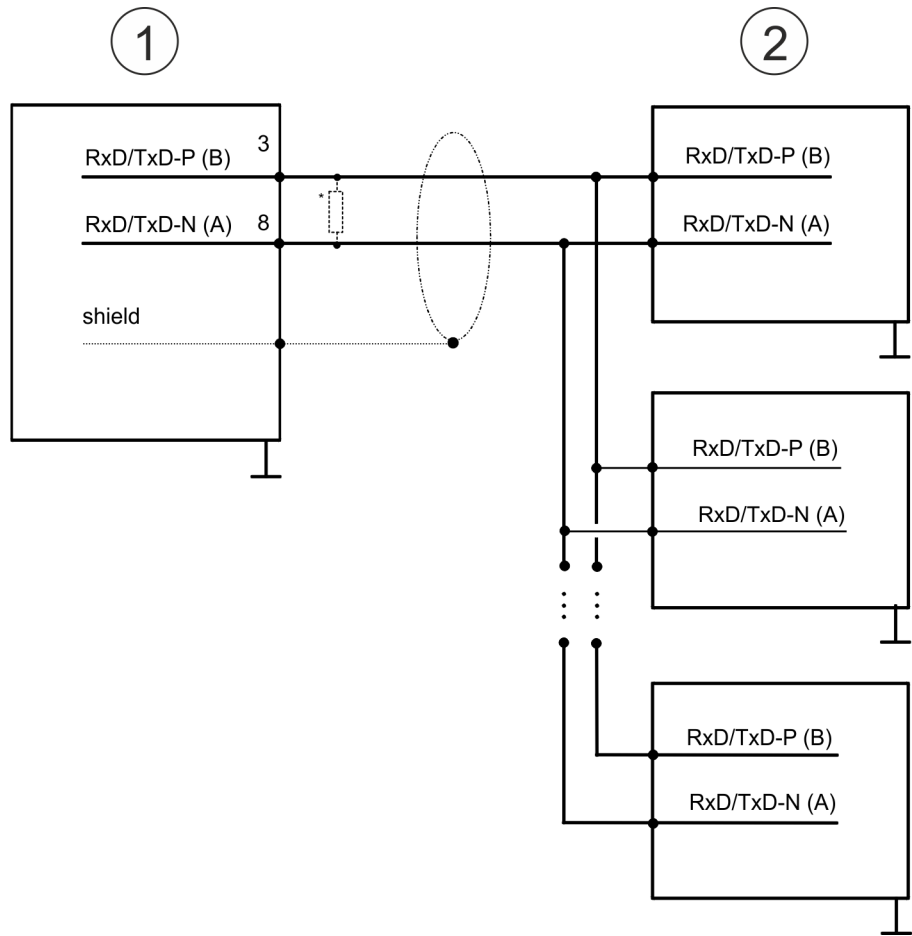 1
2
RxD/TxD-P (B) 3
RxD/TxD-N (A) 8
*
shield
RxD/TxD-P (B)
RxD/TxD-N (A)
RxD/TxD-P (B)
RxD/TxD-N (A)
RxD/TxD-P (B)
RxD/TxD-N (A)